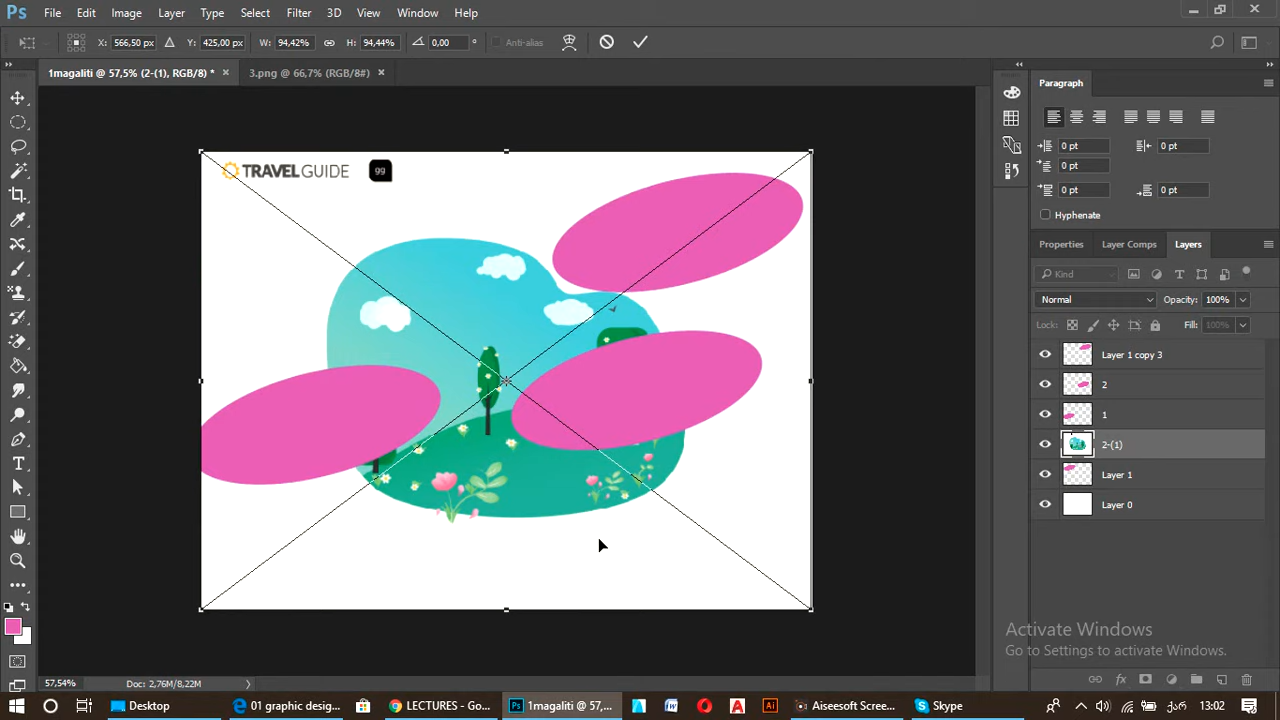 Ps File Edit Image Layer Type Select Filter 3D View Window Help
X: 566,50 px Y: 425,00 px W: 94,42% H: 94,44% 0,00 ° Anti-alias
1magaliti @ 57,5% (2-(1), RGB/8) * × 3.png @ 66,7% (RGB/8#) ×
Paragraph
TRAVELGUIDE 99
0 pt 0 pt
0 pt
0 pt 0 pt
Hyphenate
Properties Layer Comps Layers
Kind
Normal Opacity: 100%
Lock: Fill: 100%
Layer 1 copy 3
2
1
2-(1)
Layer 1
Layer 0
Activate Windows
Go to Settings to activate Windows.
57,54% Doc: 2,76M/8,22M
Desktop 01 graphic desig... LECTURES - Go... Ps 1magaliti @ 57,... Ai Aiseesoft Scree... Skype 13:02